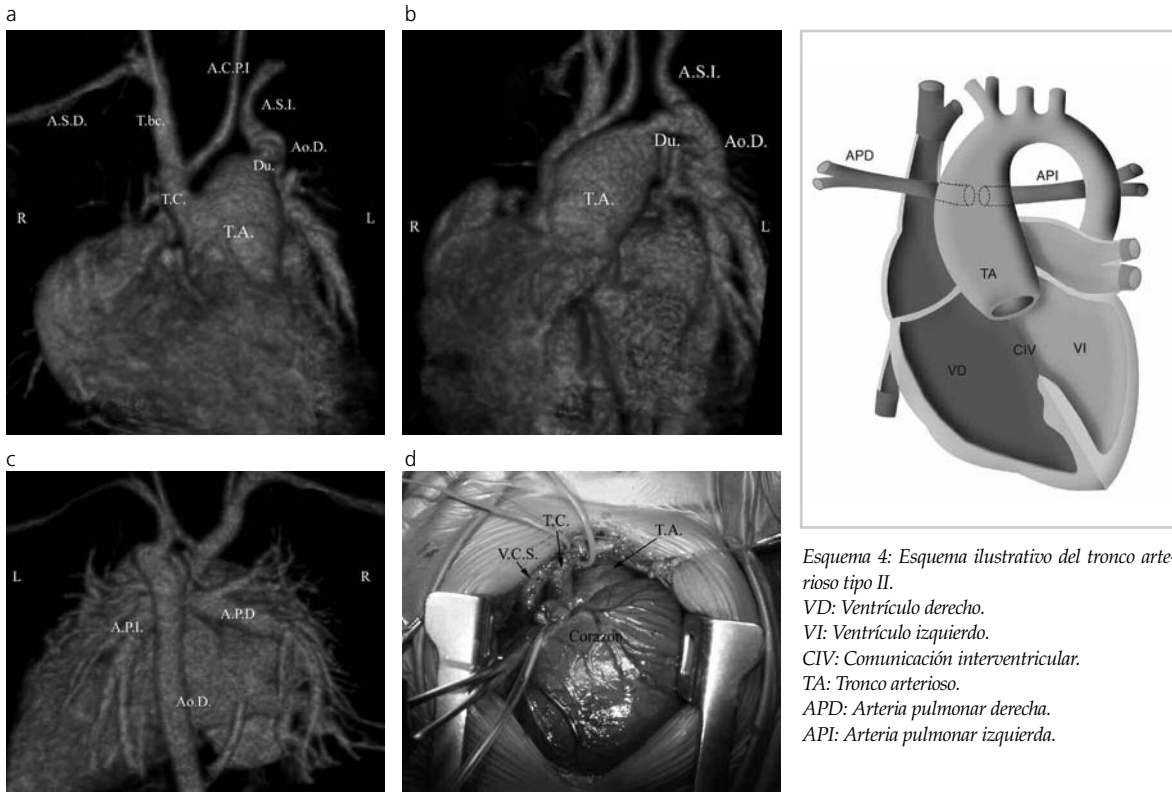 a
A.C.P.I
A.S.I.
A.S.D.
T.bc.
Ao.D.
Du.
T.C.
R
L
T.A.
b
A.S.I.
Du.
Ao.D.
T.A.
R
L
APD
API
TA
CIV
VI
VD
c
L
R
A.P.I.
A.P.D
Ao.D.
d
T.C.
T.A.
V.C.S.
Corazon
Esquema 4: Esquema ilustrativo del tronco arte-
rioso tipo II.
VD: Ventrículo derecho.
VI: Ventrículo izquierdo.
CIV: Comunicación interventricular.
TA: Tronco arterioso.
APD: Arteria pulmonar derecha.
API: Arteria pulmonar izquierda.